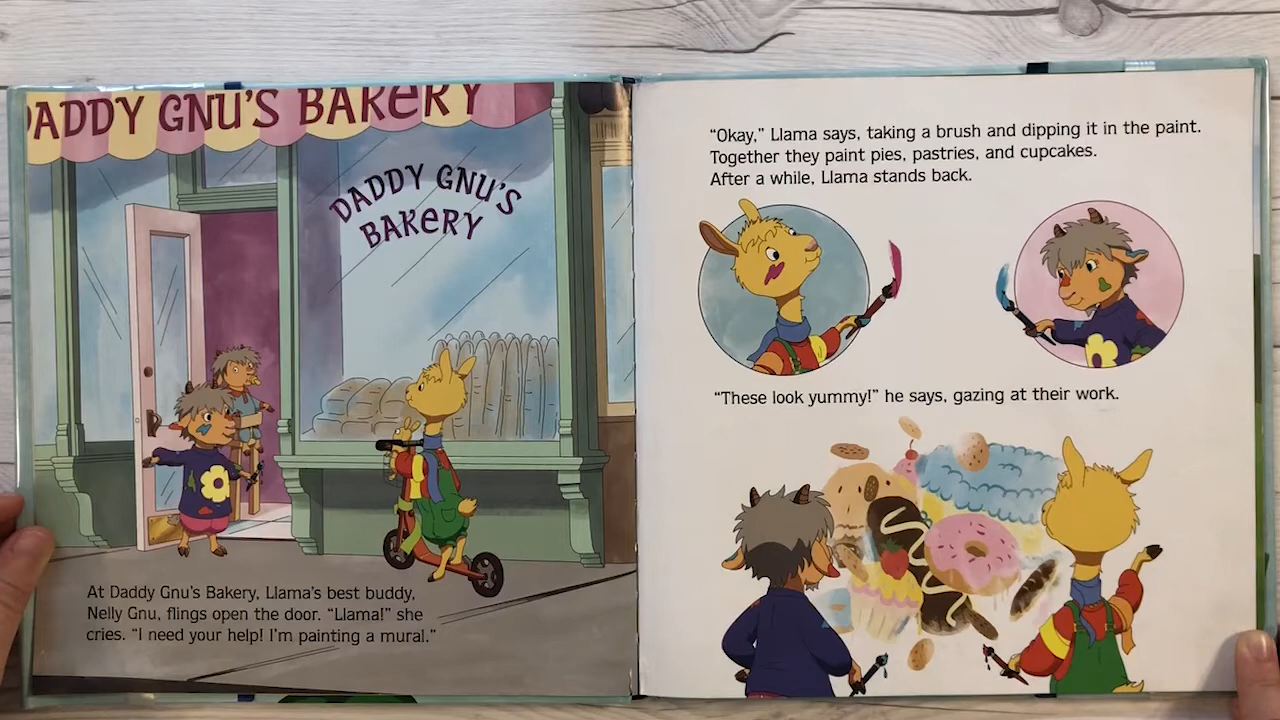 DADDY GNU'S BAKERY
DADDY GNU'S
BAKERY
At Daddy Gnu's Bakery, Llama's best buddy,
Nelly Gnu, flings open the door. “Llama!” she
cries. “I need your help! I'm painting a mural.”
“Okay,” Llama says, taking a brush and dipping it in the paint.
Together they paint pies, pastries, and cupcakes.
After a while, Llama stands back.
“These look yummy!” he says, gazing at their work.